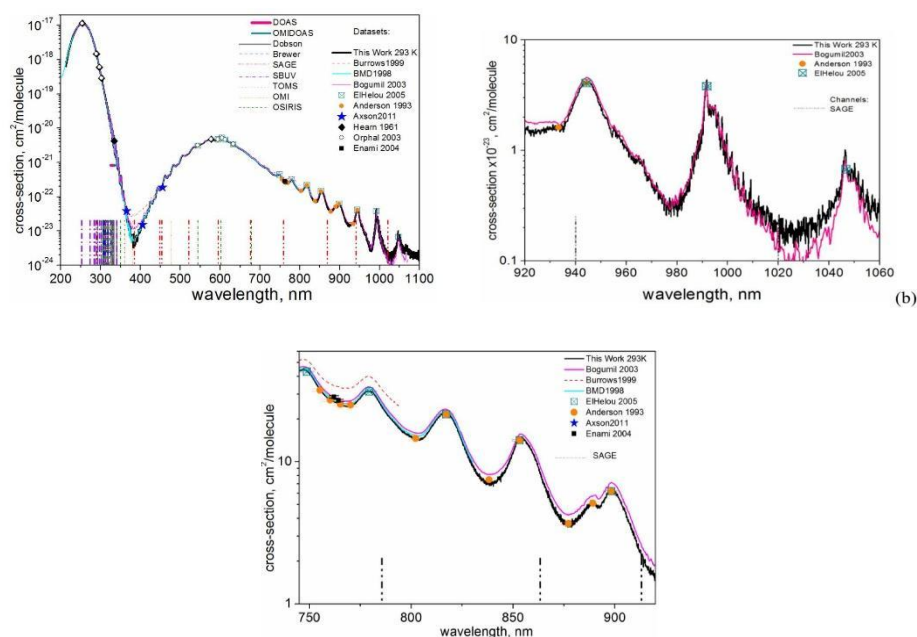 DOAS
OMIDOAS
Dobson
Brewer
SAGE
SBUV
TOMS
OMI
OSIRIS
Datasets:
This Work 293 K
Burrows1999
BMD1998
Bogumil 2003
ElHelou 2005
Anderson 1993
Axson2011
Hearn 1961
Orphal 2003
Enami 2004
cross-section, cm²/molecule
10⁻¹⁷
10⁻¹⁸
10⁻¹⁹
10⁻²⁰
10⁻²¹
10⁻²²
10⁻²³
10⁻²⁴
200 300 400 500 600 700 800 900 1000 1100
wavelength, nm
This Work 293 K
Bogumil2003
Anderson 1993
ElHelou 2005
Channels:
SAGE
cross-section x10⁻²³, cm²/molecule
10
1
0.1
920 940 960 980 1000 1020 1040 1060
wavelength, nm
(b)
This Work 293K
Bogumil 2003
Burrows1999
BMD1998
ElHelou 2005
Anderson 1993
Axson2011
Enami 2004
SAGE
cross-section, cm²/molecule
10
1
750 800 850 900
wavelength, nm